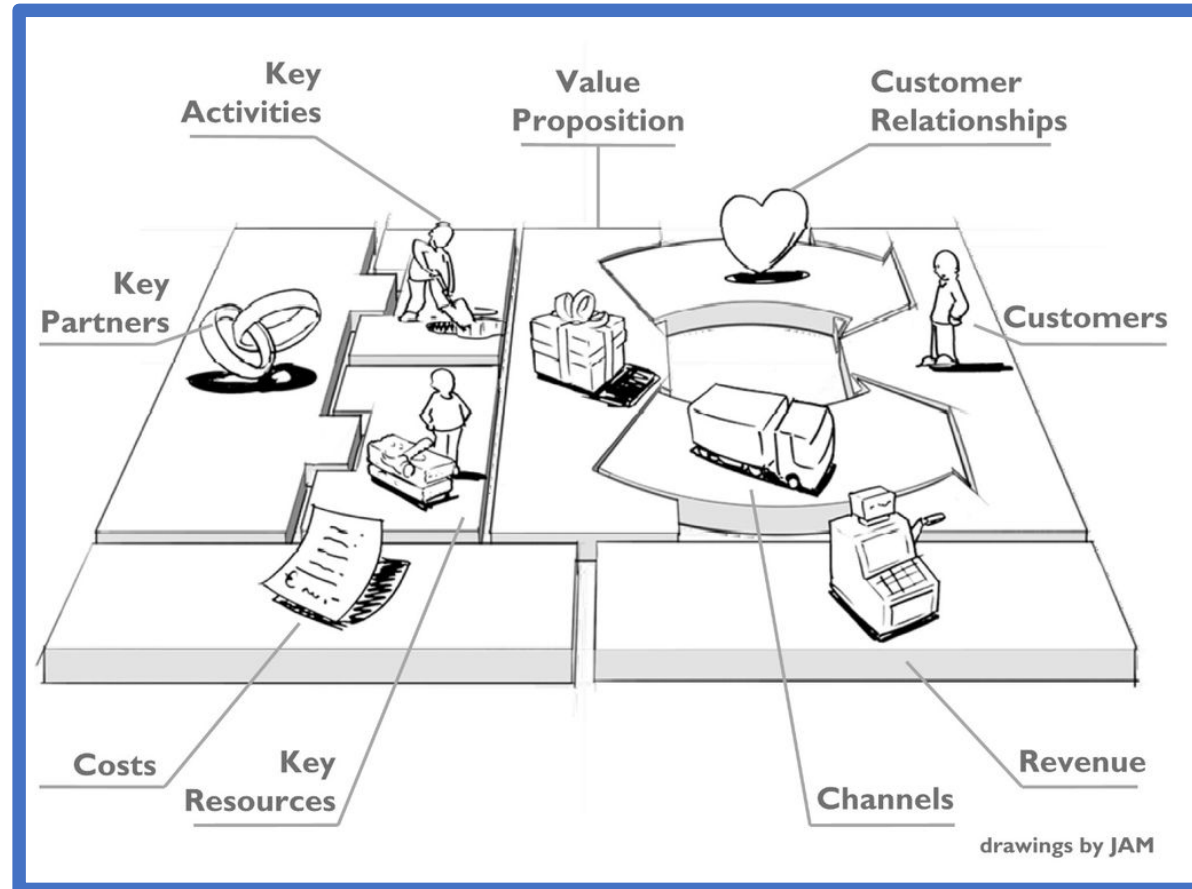 Key
Activities
Value
Proposition
Customer
Relationships
Key
Partners
Customers
Costs
Key
Resources
Channels
Revenue
drawings by JAM